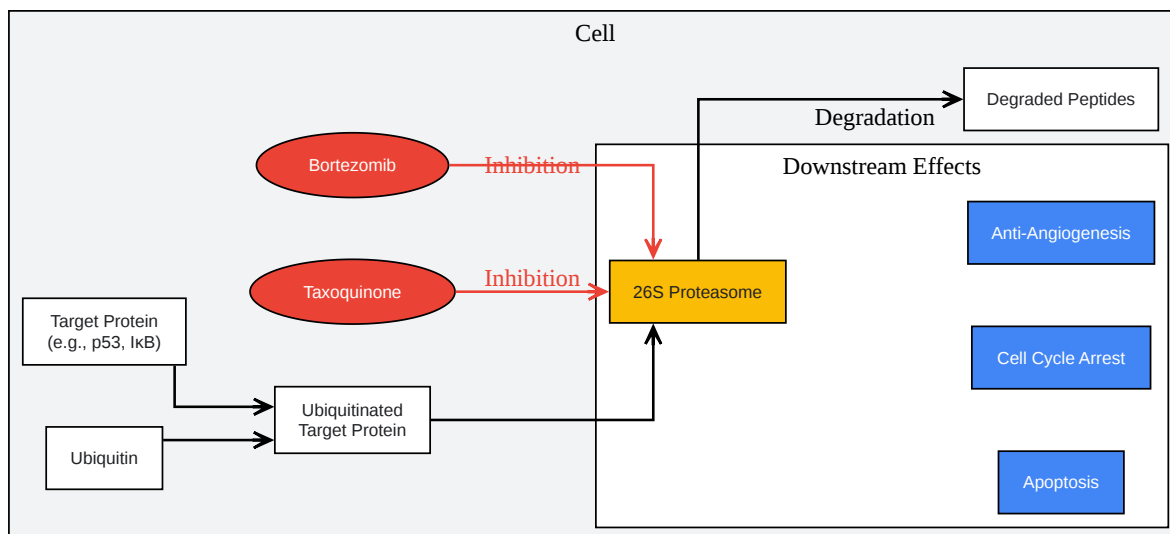 Cell
Degraded Peptides
Degradation
Bortezomib
Inhibition
Downstream Effects
Anti-Angiogenesis
Taxoquinone
Inhibition
26S Proteasome
Target Protein
(e.g., p53, IκB)
Cell Cycle Arrest
Ubiquitinated
Target Protein
Ubiquitin
Apoptosis